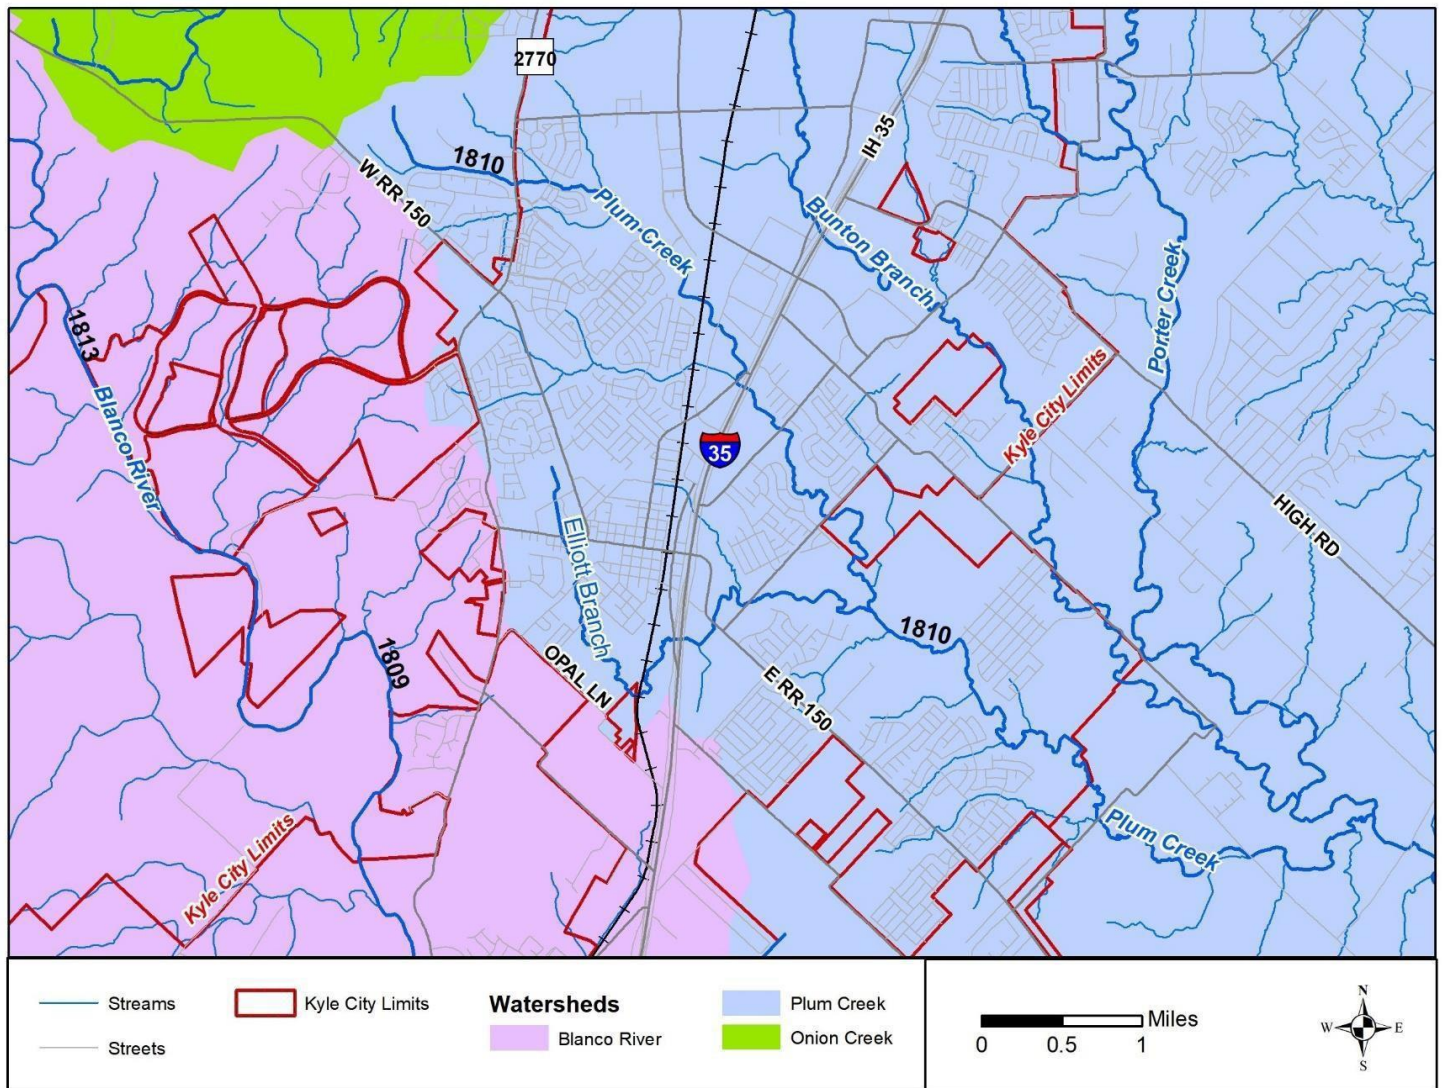 2770
IH 35
1810
W RR 150
Plum Creek
Bunton Branch
Porter Creek
1813
Blanco River
Kyle City Limits
35
HIGH RD
Elliott Branch
1810
1809
OPAL LN
E RR 150
Plum Creek
Kyle City Limits
Streams
Streets
Kyle City Limits
Watersheds
Blanco River
Plum Creek
Onion Creek
Miles
0 0.5 1
N
W E
S